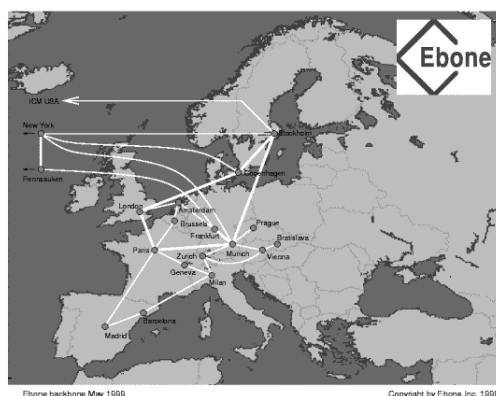 Ebone
ICM USA
New York
Stockholm
Pennsauken
Copenhagen
London
Amsterdam
Brussels
Frankfurt
Prague
Bratislava
Paris
Zurich
Munich
Vienna
Geneva
Milan
Barcelona
Madrid
Ebone backbone May 1999
Copyright by Ebone Inc. 1999